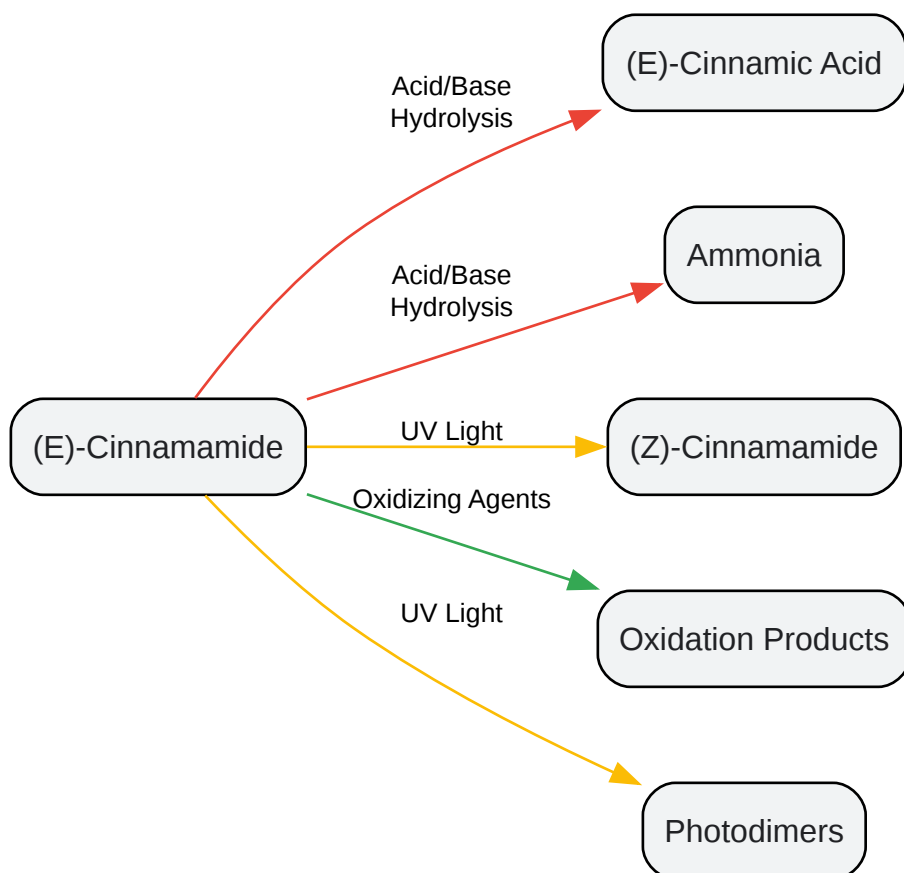 (E)-Cinnamic Acid
Acid/Base
Hydrolysis
Ammonia
Acid/Base
Hydrolysis
(E)-Cinnamamide
UV Light
(Z)-Cinnamamide
Oxidizing Agents
UV Light
Oxidation Products
Photodimers